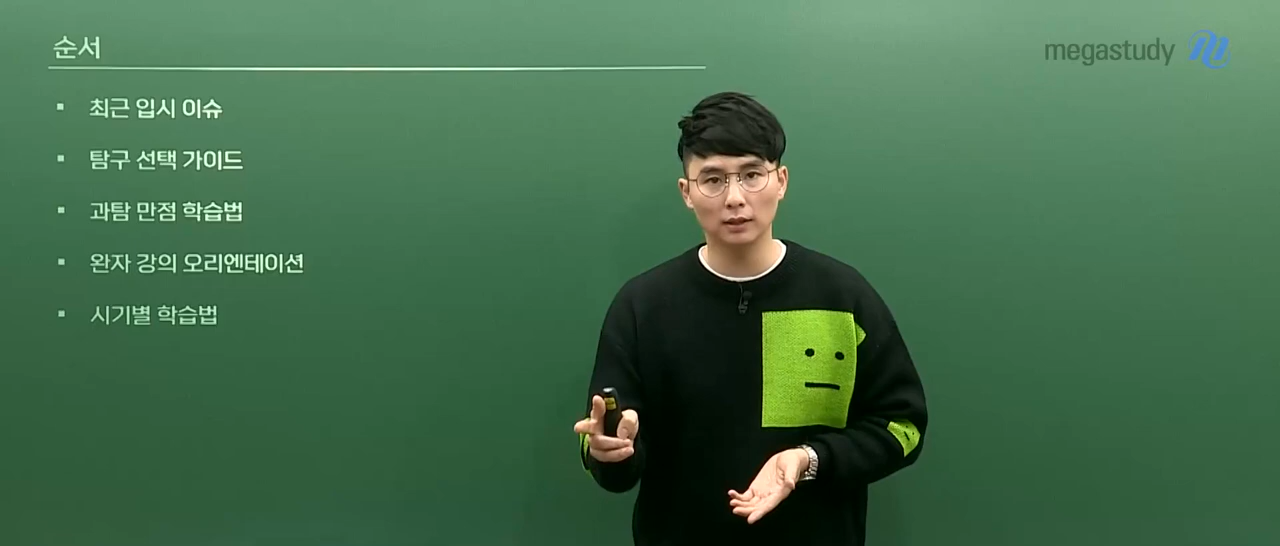 순서
megastudy
최근 입시 이슈
탐구 선택 가이드
과탐 만점 학습법
완자 강의 오리엔테이션
시기별 학습법